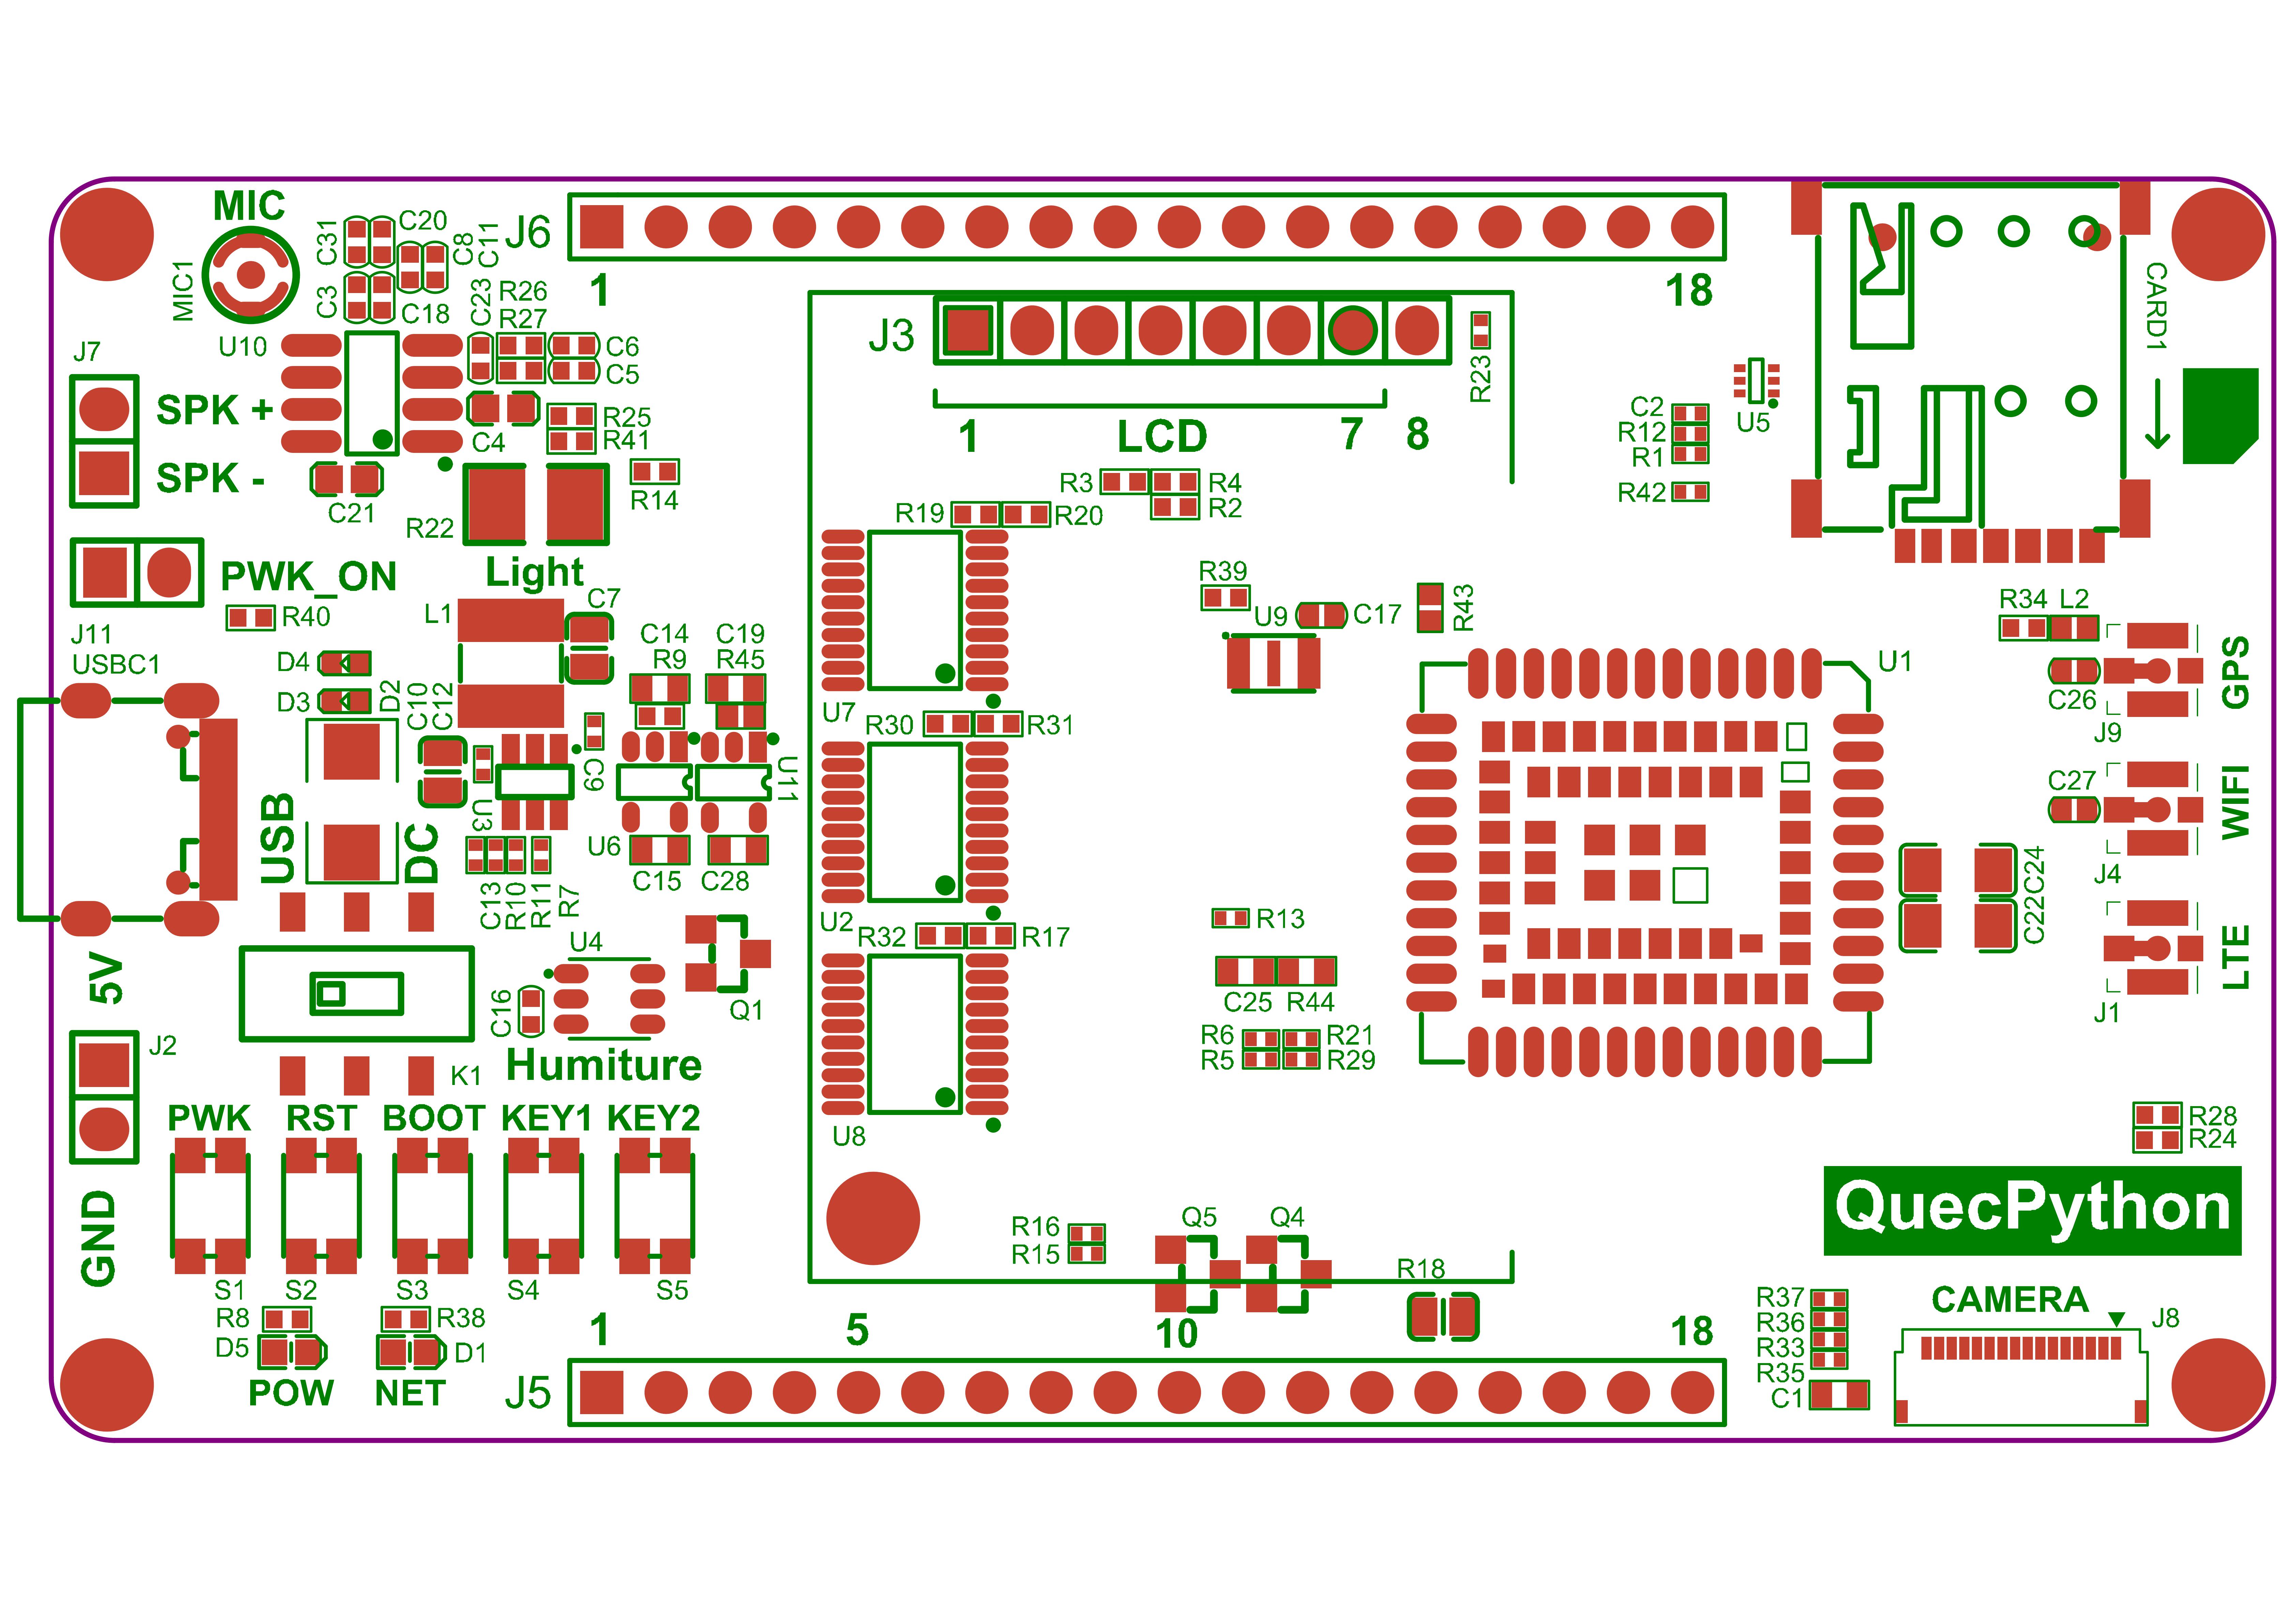 MIC
C31
C20
C8
C11
J6
MIC1
C3
C18
C23
R26
R27
1
18
CARD1
J7
U10
C6
C5
J3
R23
SPK +
C4
R25
R41
1
LCD
7
8
C2
R12
R1
U5
SPK -
C21
R22
R14
R3
R4
R2
R42
R19
R20
Light
PWK_ON
R40
L1
C7
R39
U9
C17
R43
R34
L2
J11
USBC1
D4
D3
D2
C10
C12
C14
R9
C19
R45
U1
C26
J9
GPS
U7
R30
R31
C9
U11
C27
J4
WIFI
USB
DC
U3
U6
C15
C28
C13
R10
R11
R7
C24
C22
U2
R32
R17
R13
5V
U4
Q1
C16
C25
R44
J1
LTE
J2
K1
Humiture
R6
R5
R21
R29
PWK
RST
BOOT
KEY1
KEY2
U8
R28
R24
GND
QuecPython
S1
S2
S3
S4
S5
R16
R15
Q5
Q4
R18
R8
R38
D5
D1
POW
NET
1
5
10
18
J5
R37
R36
R33
R35
C1
CAMERA
J8